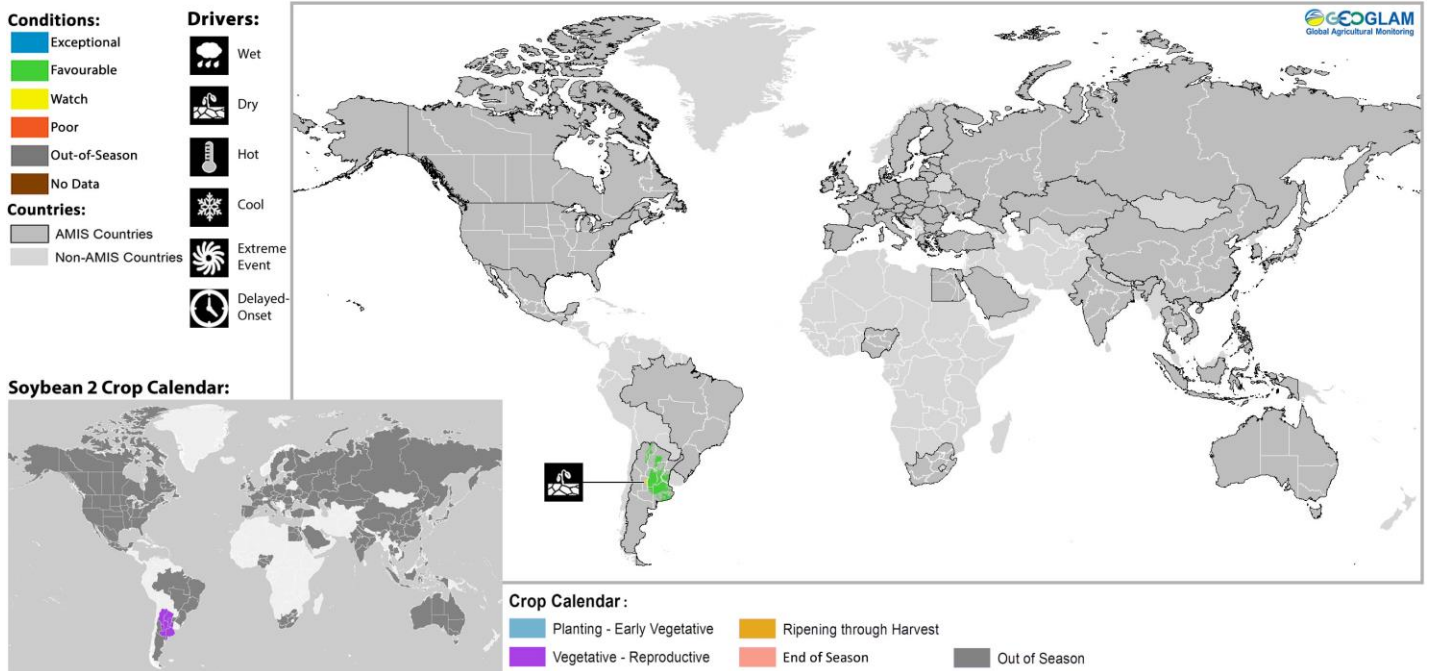 Conditions:
Exceptional
Favourable
Watch
Poor
Out-of-Season
No Data
Countries:
AMIS Countries
Non-AMIS Countries
Drivers:
Wet
Dry
Hot
Cool
Extreme
Event
Delayed-
Onset
GEOGLAM
Global Agricultural Monitoring
Soybean 2 Crop Calendar:
Crop Calendar :
Planting - Early Vegetative
Vegetative - Reproductive
Ripening through Harvest
End of Season
Out of Season